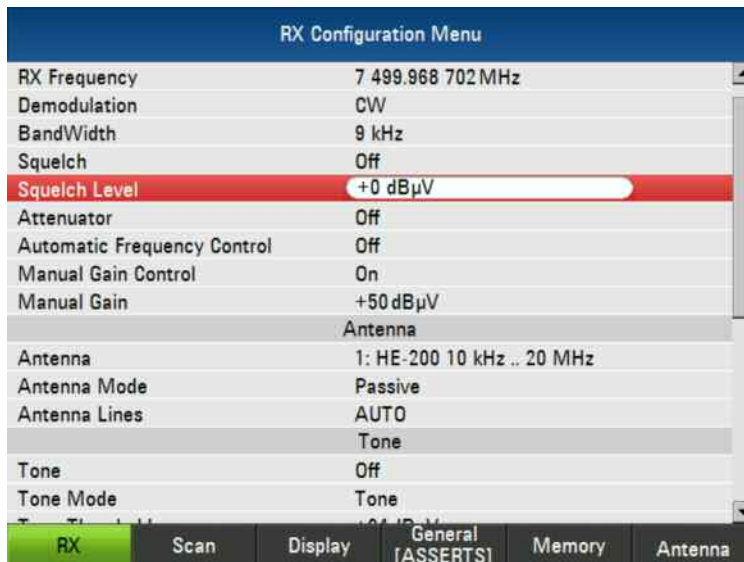 RX Configuration Menu
RX Frequency 7 499.968 702 MHz
Demodulation CW
BandWidth 9 kHz
Squelch Off
Squelch Level +0 dBµV
Attenuator Off
Automatic Frequency Control Off
Manual Gain Control On
Manual Gain +50 dBµV
Antenna
Antenna 1: HE-200 10 kHz .. 20 MHz
Antenna Mode Passive
Antenna Lines AUTO
Tone
Tone Off
Tone Mode Tone
RX Scan Display General [ASSERTS] Memory Antenna